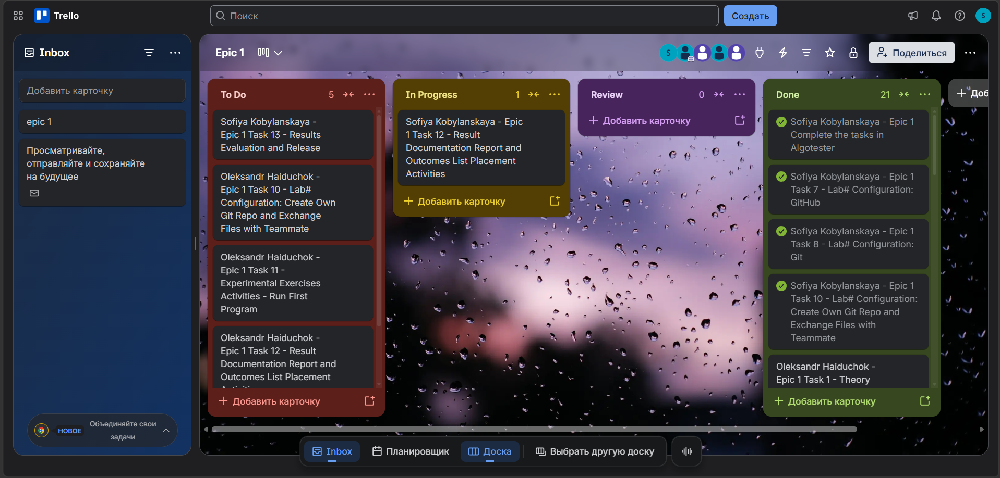 Trello
Поиск
Создать
S
Inbox
Добавить карточку
epic 1
Просматривайте,
отправляйте и сохраняйте
на будущее
НОВОЕ
Объединяйте свои
задачи
Epic 1
S
Поделиться
To Do
5
Sofiya Kobylanskaya -
Epic 1 Task 13 - Results
Evaluation and Release
Oleksandr Haiduchok -
Epic 1 Task 10 - Lab#
Configuration: Create Own
Git Repo and Exchange
Files with Teammate
Oleksandr Haiduchok -
Epic 1 Task 11 -
Experimental Exercises
Activities - Run First
Program
Oleksandr Haiduchok -
Epic 1 Task 12 - Result
Documentation Report and
Outcomes List Placement
Добавить карточку
In Progress
1
Sofiya Kobylanskaya - Epic
1 Task 12 - Result
Documentation Report and
Outcomes List Placement
Activities
Добавить карточку
Review
0
Добавить карточку
Done
21
Sofiya Kobylanskaya - Epic 1
Complete the tasks in
Algotester
Sofiya Kobylanskaya - Epic 1
Task 7 - Lab# Configuration:
GitHub
Sofiya Kobylanskaya - Epic 1
Task 8 - Lab# Configuration:
Git
Sofiya Kobylanskaya - Epic 1
Task 10 - Lab# Configuration:
Create Own Git Repo and
Exchange Files with
Teammate
Oleksandr Haiduchok -
Epic 1 Task 1 - Theory
Добавить карточку
Доб
Inbox
Планировщик
Доска
Выбрать другую доску